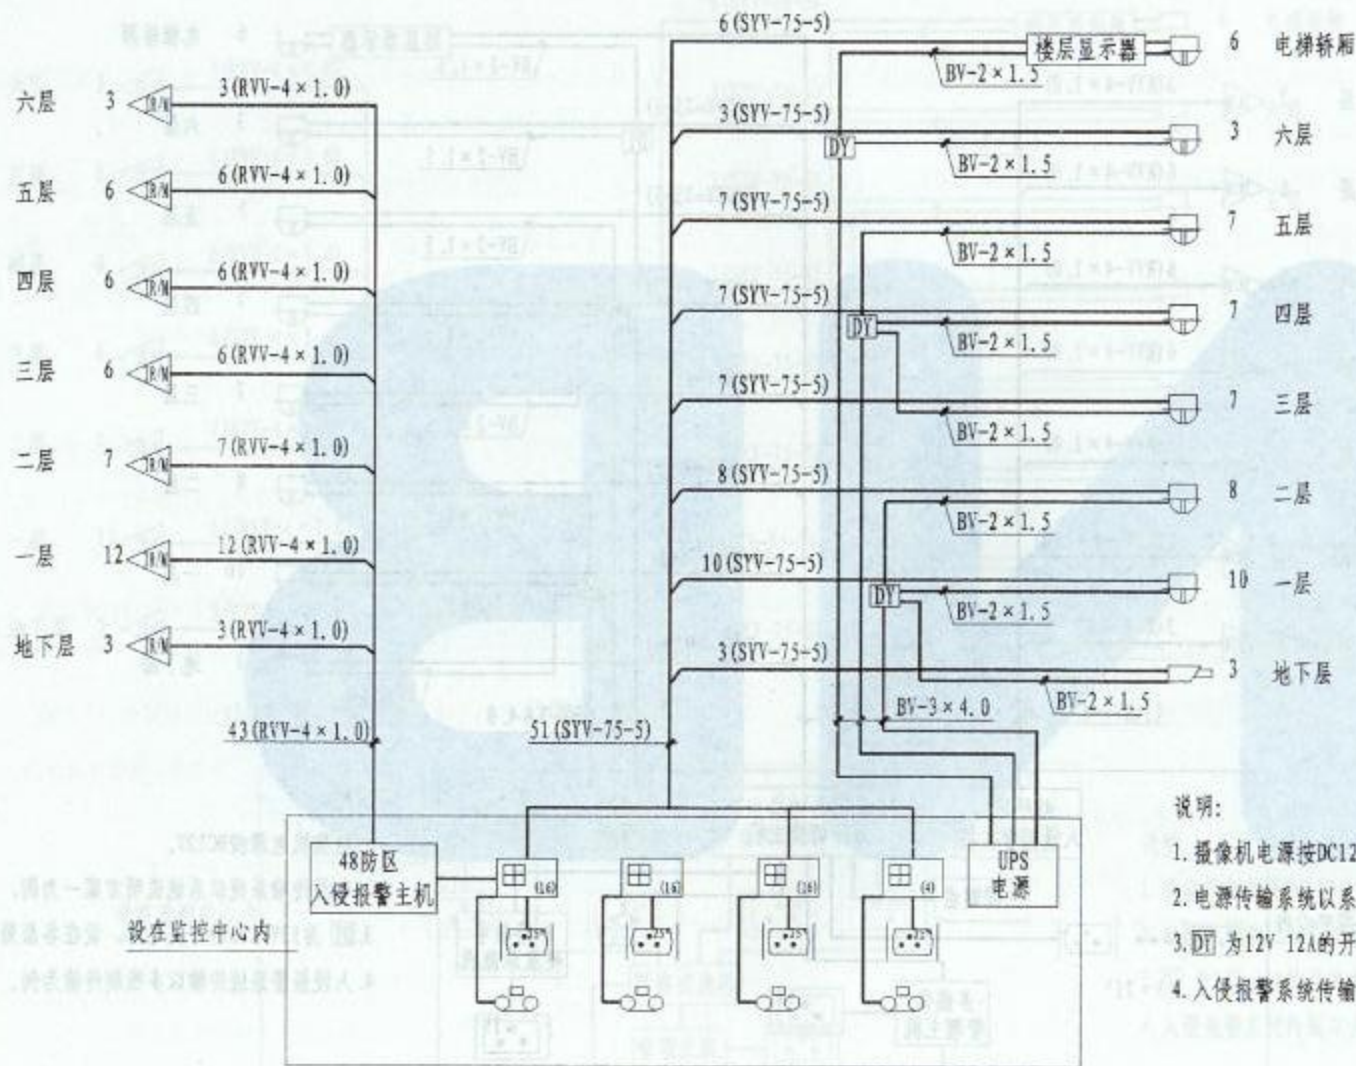 6(SYV-75-5)
楼层显示器
6 电梯轿厢
BV-2×1.5
六层 3 IR/M 3(RVV-4×1.0)
3(SYV-75-5)
DY
3 六层
BV-2×1.5
五层 6 IR/M 6(RVV-4×1.0)
7(SYV-75-5)
7 五层
BV-2×1.5
四层 6 IR/M 6(RVV-4×1.0)
7(SYV-75-5)
DY
7 四层
BV-2×1.5
三层 6 IR/M 6(RVV-4×1.0)
7(SYV-75-5)
7 三层
BV-2×1.5
二层 7 IR/M 7(RVV-4×1.0)
8(SYV-75-5)
8 二层
BV-2×1.5
一层 12 IR/M 12(RVV-4×1.0)
10(SYV-75-5)
DY
10 一层
BV-2×1.5
地下层 3 IR/M 3(RVV-4×1.0)
3(SYV-75-5)
3 地下层
BV-2×1.5
BV-3×4.0
43(RVV-4×1.0)
51(SYV-75-5)
48防区
入侵报警主机
(16)
(16)
(16)
(4)
UPS
电源
设在监控中心内
说明:
1.摄像机电源按DC12
2.电源传输系统以系
3.DY 为12V 12A的开
4.入侵报警系统传输